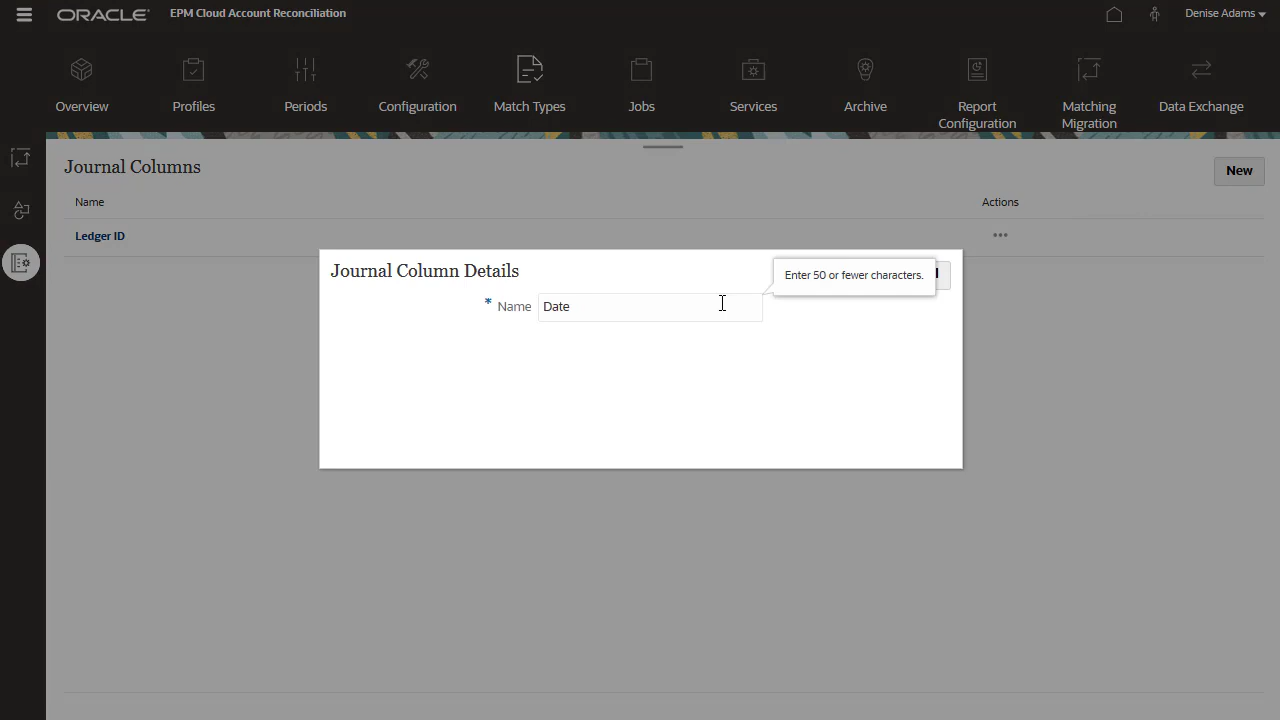 ORACLE
EPM Cloud Account Reconciliation
Denise Adams
Overview
Profiles
Periods
Configuration
Match Types
Jobs
Services
Archive
Report
Configuration
Matching
Migration
Data Exchange
Journal Columns
New
Name
Actions
Ledger ID
Journal Column Details
Enter 50 or fewer characters.
* Name
Date